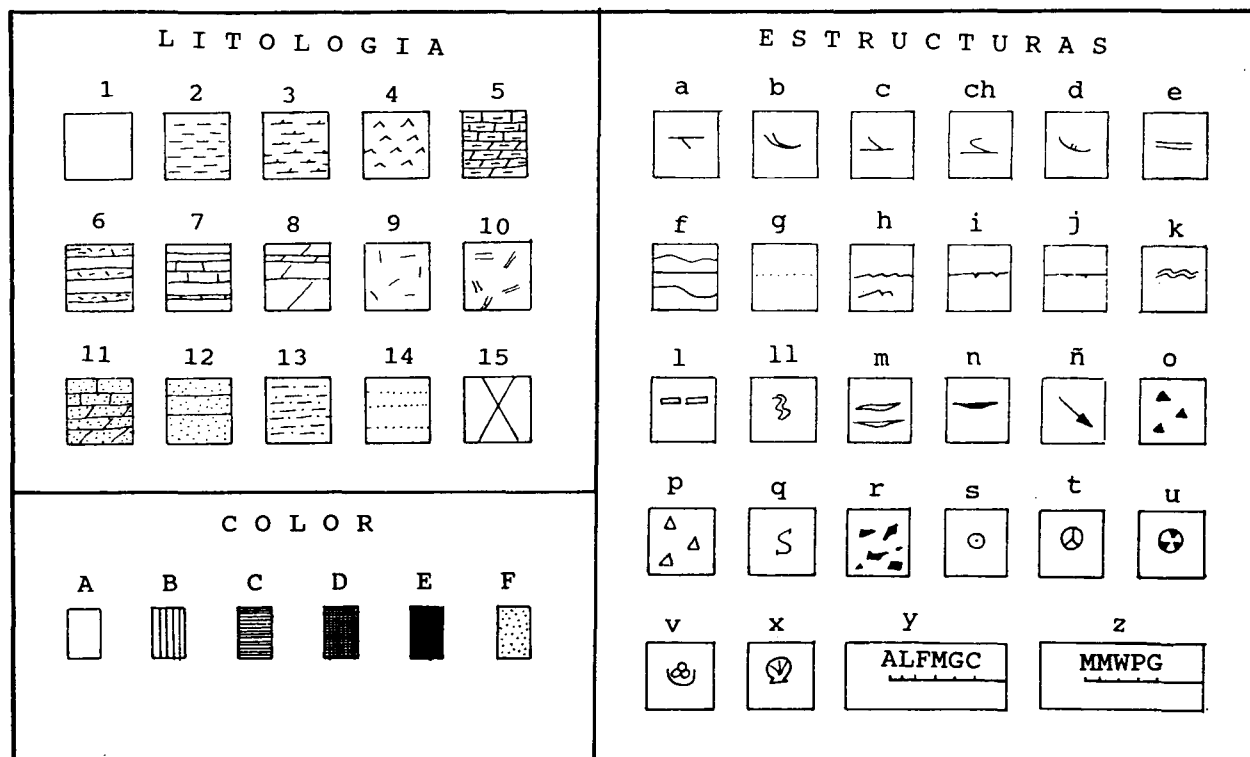 LITOLOGIA
1 2 3 4 5
6 7 8 9 10
11 12 13 14 15
COLOR
A B C D E F
ESTRUCTURAS
a b c ch d e
f g h i j k
l ll m n ñ o
p q r s t u
S
v x y z
ALFMGC MMWPG